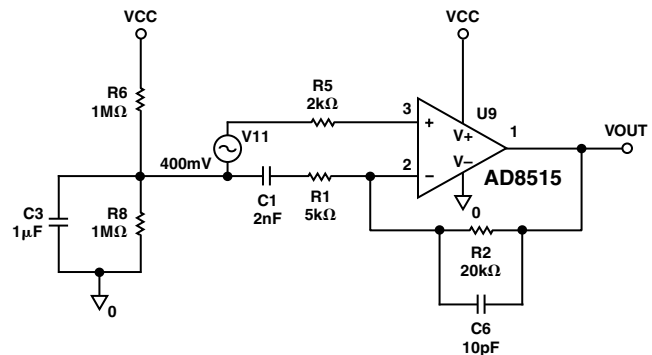 VCC
VCC
R6
1MΩ
R5
2kΩ
V11
3
+
U9
V+
1
VOUT
400mV
2
−
V−
AD8515
C3
1μF
R8
1MΩ
C1
2nF
R1
5kΩ
0
R2
20kΩ
0
C6
10pF